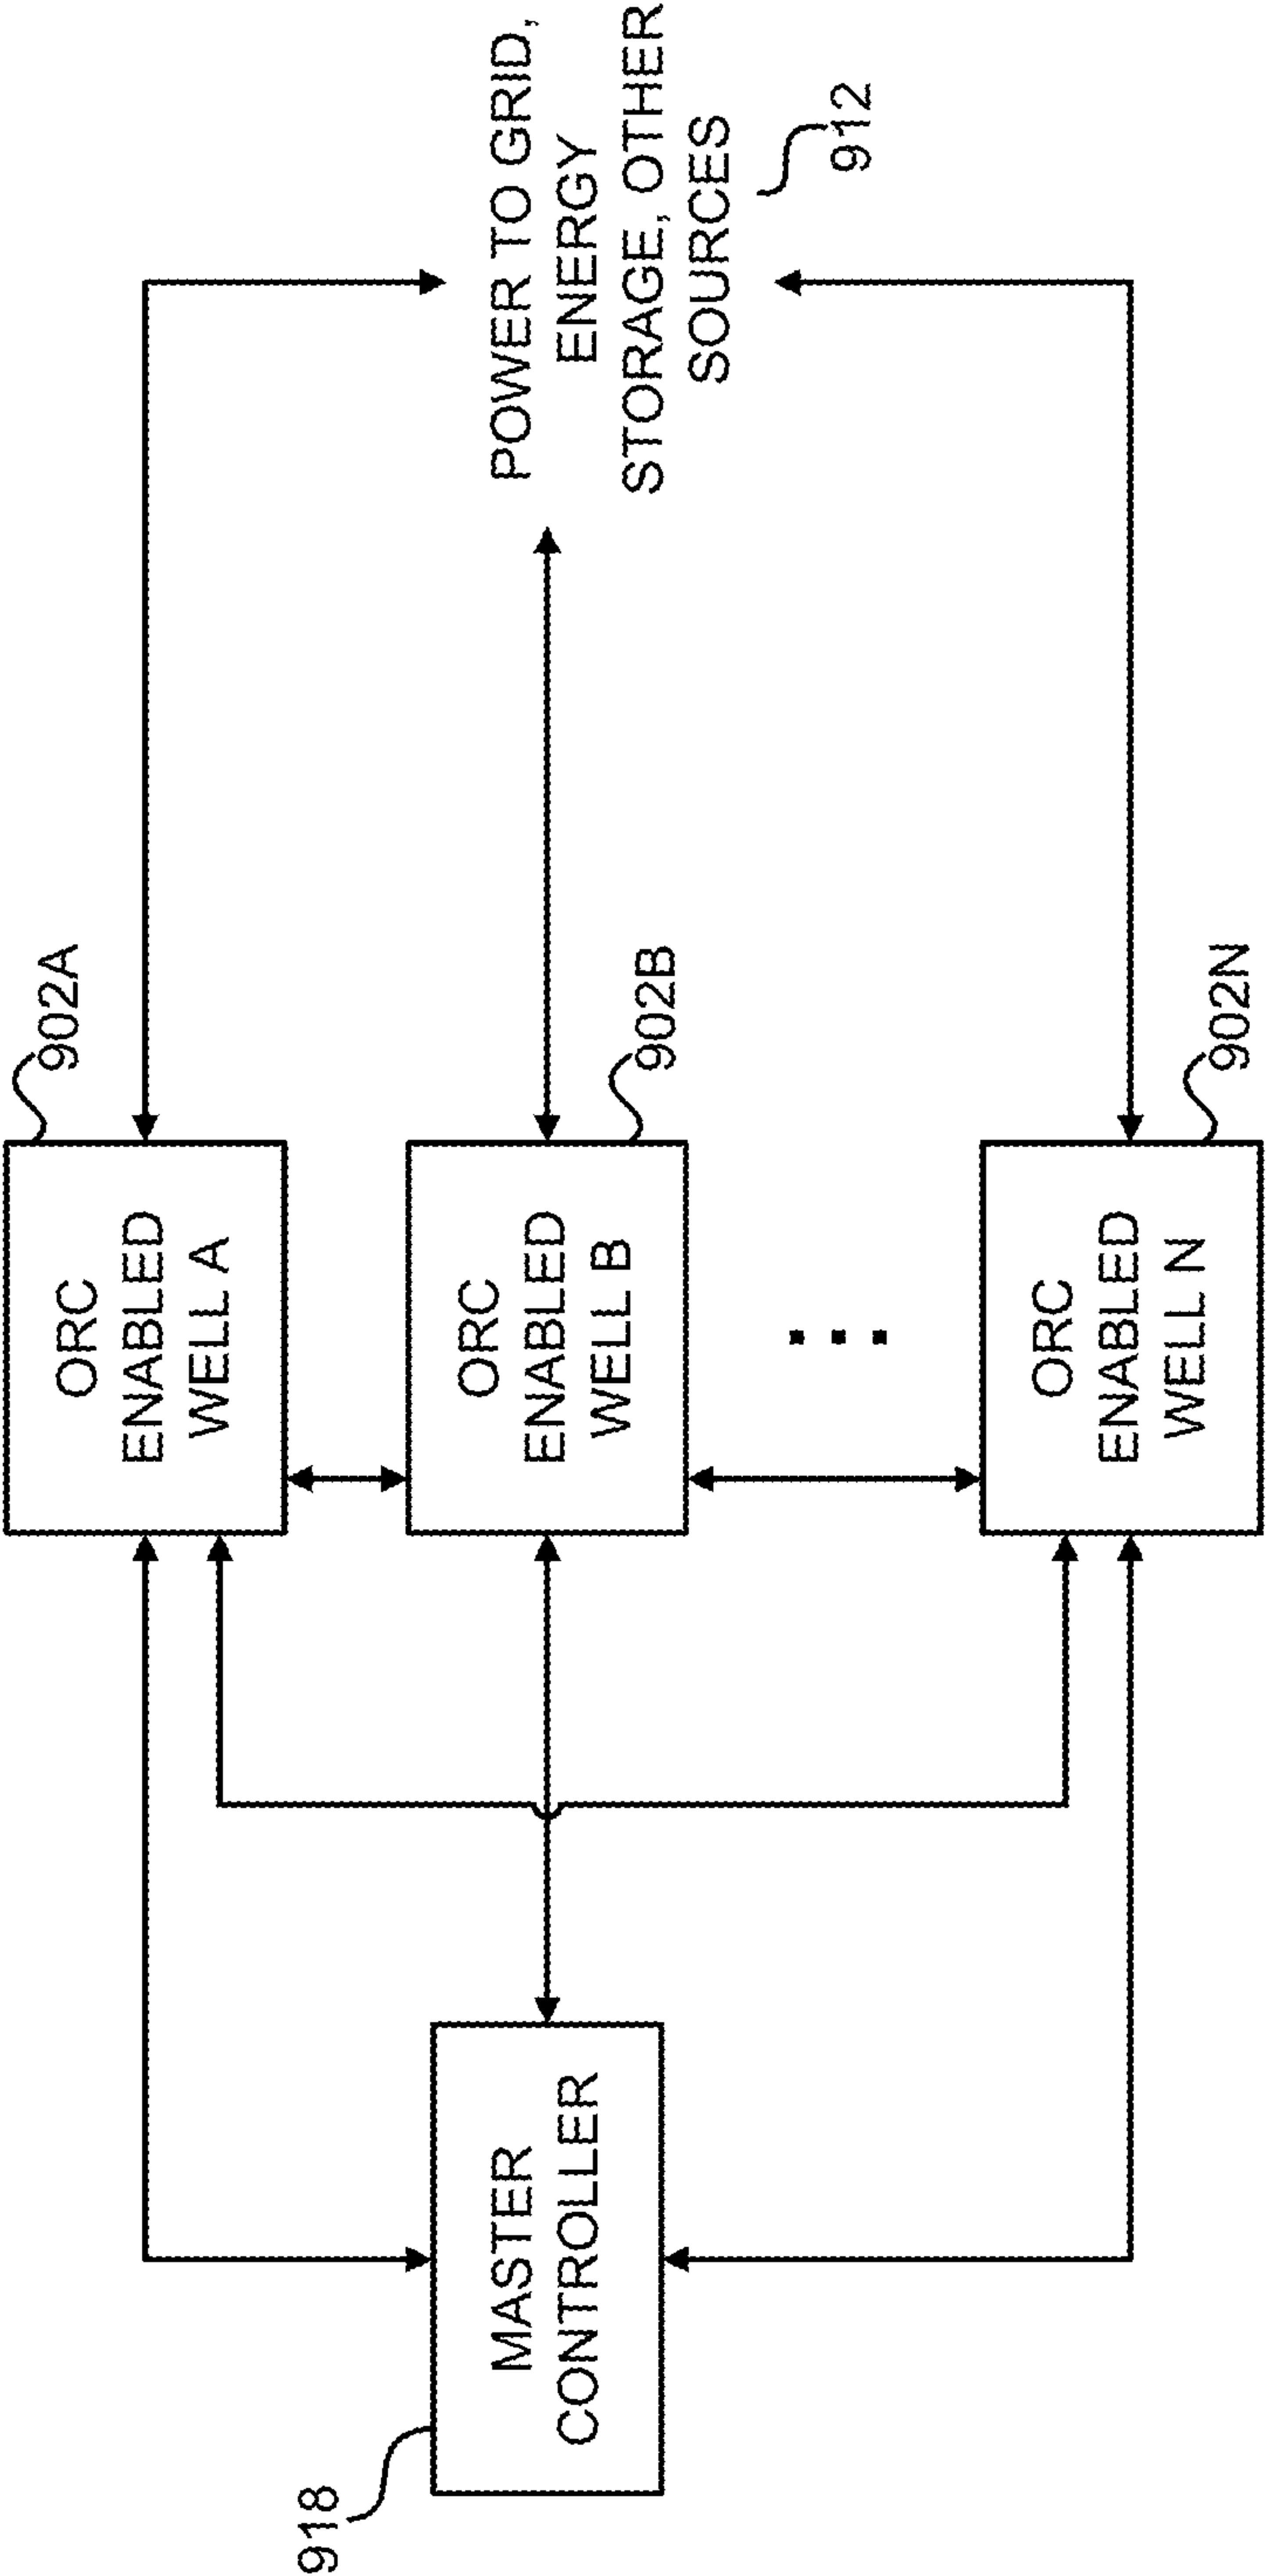 902A
ORC
ENABLED
WELL A
902B
918
MASTER
CONTROLLER
ORC
ENABLED
WELL B
POWER TO GRID,
ENERGY
STORAGE, OTHER
SOURCES
912
...
902N
ORC
ENABLED
WELL N